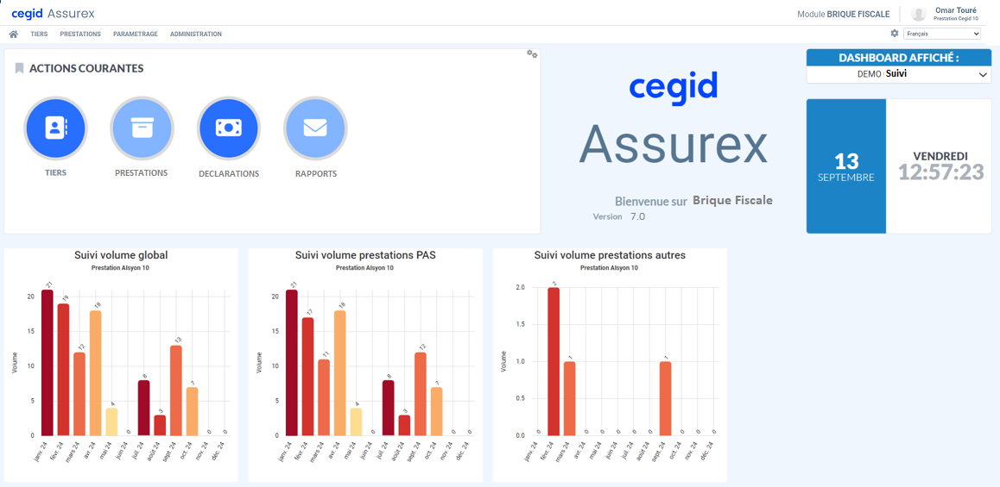 cegid Assurex
Module BRIQUE FISCALE
Omar Touré
Prestation Cegid 10
TIERS PRESTATIONS PARAMETRAGE ADMINISTRATION
Français
ACTIONS COURANTES
TIERS
PRESTATIONS
DECLARATIONS
RAPPORTS
cegid
Assurex
Bienvenue sur Brique Fiscale
Version 7.0
DASHBOARD AFFICHÉ :
DEMO Suivi
13
SEPTEMBRE
VENDREDI
12:57:23
Suivi volume global
Prestation Alsyon 10
Volume
20
15
10
5
0
21 19 12 18 4 0 8 3 13 7 0 0
janv. 24 févr. 24 mars 24 avr. 24 mai 24 juin 24 juil. 24 août 24 sept. 24 oct. 24 nov. 24 déc. 24
Suivi volume prestations PAS
Prestation Alsyon 10
Volume
20
15
10
5
0
21 17 11 18 4 0 8 3 12 7 0 0
janv. 24 févr. 24 mars 24 avr. 24 mai 24 juin 24 juil. 24 août 24 sept. 24 oct. 24 nov. 24 déc. 24
Suivi volume prestations autres
Prestation Alsyon 10
Volume
2.0
1.5
1.0
0.5
0.0
0 2 1 0 0 0 0 0 1 0 0 0
janv. 24 févr. 24 mars 24 avr. 24 mai 24 juin 24 juil. 24 août 24 sept. 24 oct. 24 nov. 24 déc. 24